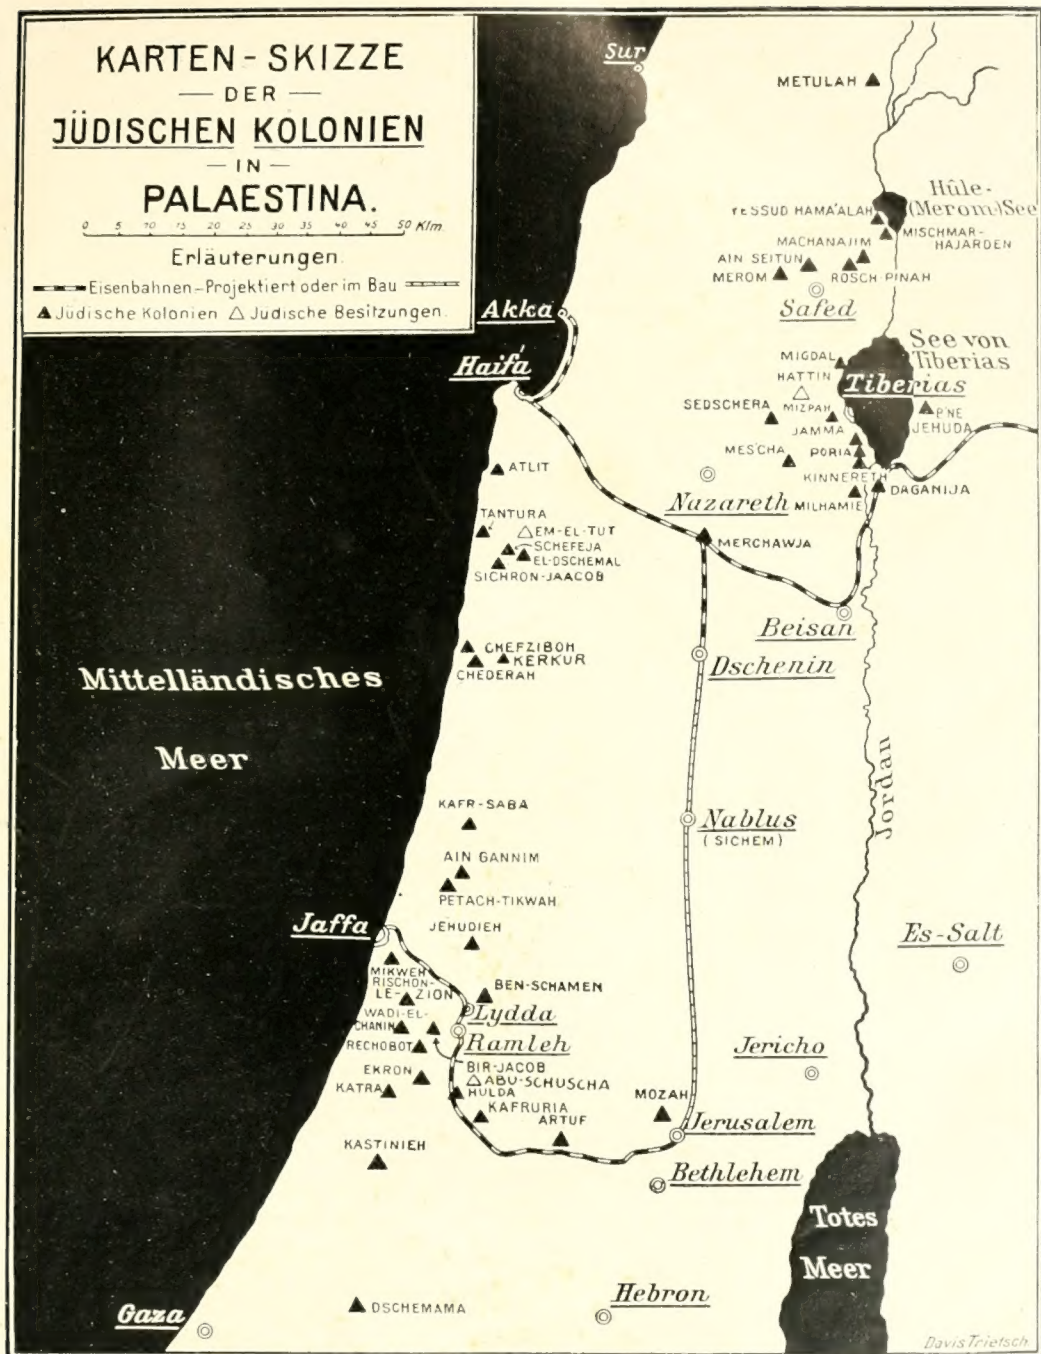 KARTEN-SKIZZE
— DER —
JÜDISCHEN KOLONIEN
— IN —
PALAESTINA.
0 5 10 15 20 25 30 35 40 45 50 Klm.
Erläuterungen.
Eisenbahnen-Projektiert oder im Bau
Jüdische Kolonien Jüdische Besitzungen.
Sur
METULAH
Hûle-
(Merom-)See
YESSUD HAMA'ALAH
MISCHMAR-
HAJARDEN
MACHANAJIM
AIN SEITUN
MEROM
ROSCH-PINAH
Safed
Akka
Haifa
See von
Tiberias
MIGDAL
HATTIN
Tiberias
SEDSCHERA
MIZPAH
P'NE
JEHUDA
JAMMA
MES'CHA
PORIA
KINNERETH
ATLIT
Nazareth
MILHAMIE
DAGANIJA
TANTURA
EM-EL-TUT
SCHEFEJA
EL-DSCHEMAL
SICHRON-JAACOB
MERCHAWJA
Beisan
CHEFZIBOH
KERKUR
CHEDERAH
Dschenin
Mittelländisches
Meer
Jordan
KAFR-SABA
Nablus
(SICHEM)
AIN GANNIM
PETACH-TIKWAH
Jaffa
JEHUDIEH
Es-Salt
MIKWEH
RISCHON-
LE-ZION
BEN-SCHAMEN
WADI-EL-
CHANIN
Lydda
Ramleh
RECHOBOT
Jericho
BIR-JACOB
EKRON
ABU-SCHUSCHA
KATRA
HULDA
MOZAH
KAFRURIA
ARTUF
Jerusalem
KASTINIEH
Bethlehem
Totes
Meer
Hebron
DSCHEMAMA
Gaza
Davis Trietsch